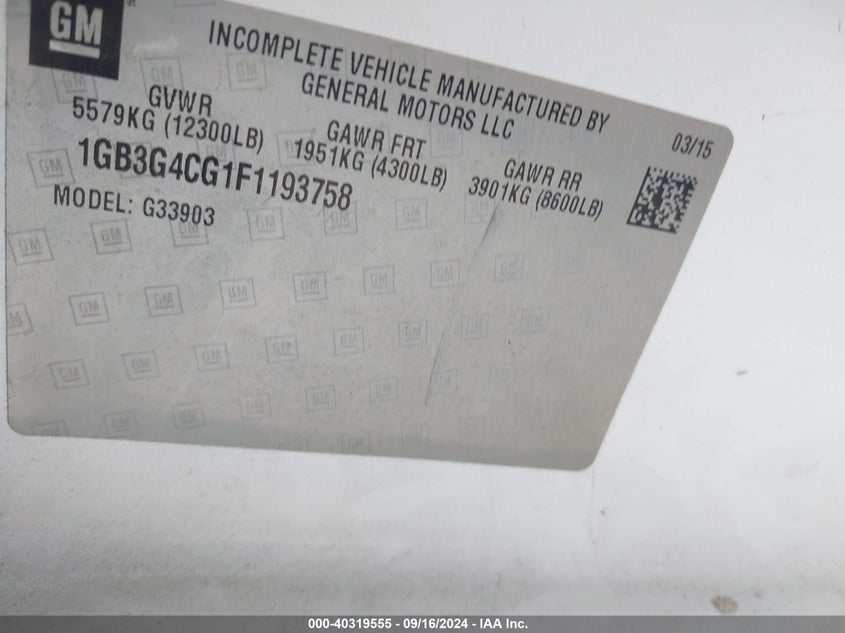 GM
INCOMPLETE VEHICLE MANUFACTURED BY
GENERAL MOTORS LLC
03/15
GVWR
5579KG (12300LB)
GAWR FRT
1951KG (4300LB)
GAWR RR
3901KG (8600LB)
1GB3G4CG1F1193758
MODEL: G33903
000-40319555 - 09/16/2024 - IAA Inc.